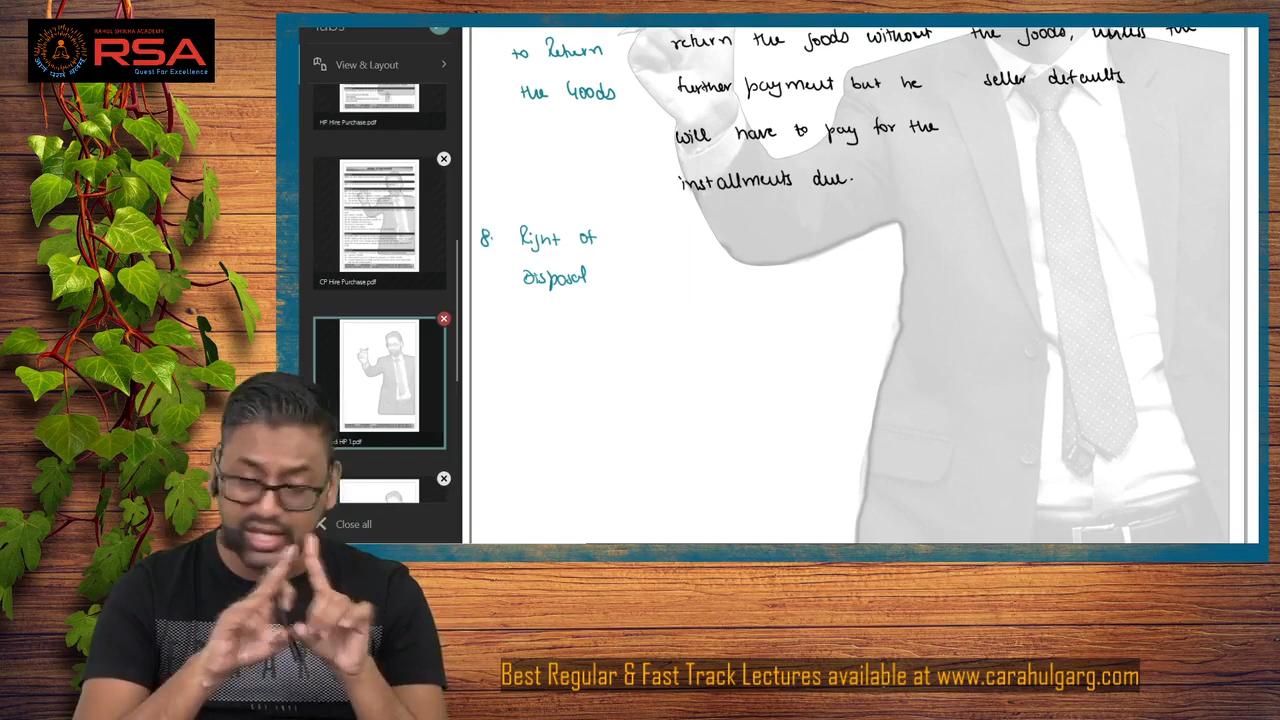 RAHUL SHIKHA ACADEMY
RSA
Quest For Excellence
View & Layout
HP Hire Purchase.pdf
CP Hire Purchase.pdf
HP 1.pdf
Close all
to Return
the Goods
return the goods without
further payment but he
will have to pay for the
installments due.
the goods, unless the
seller defaults
8. Right of
Disposal
Best Regular & Fast Track Lectures available at www.carahulgarg.com